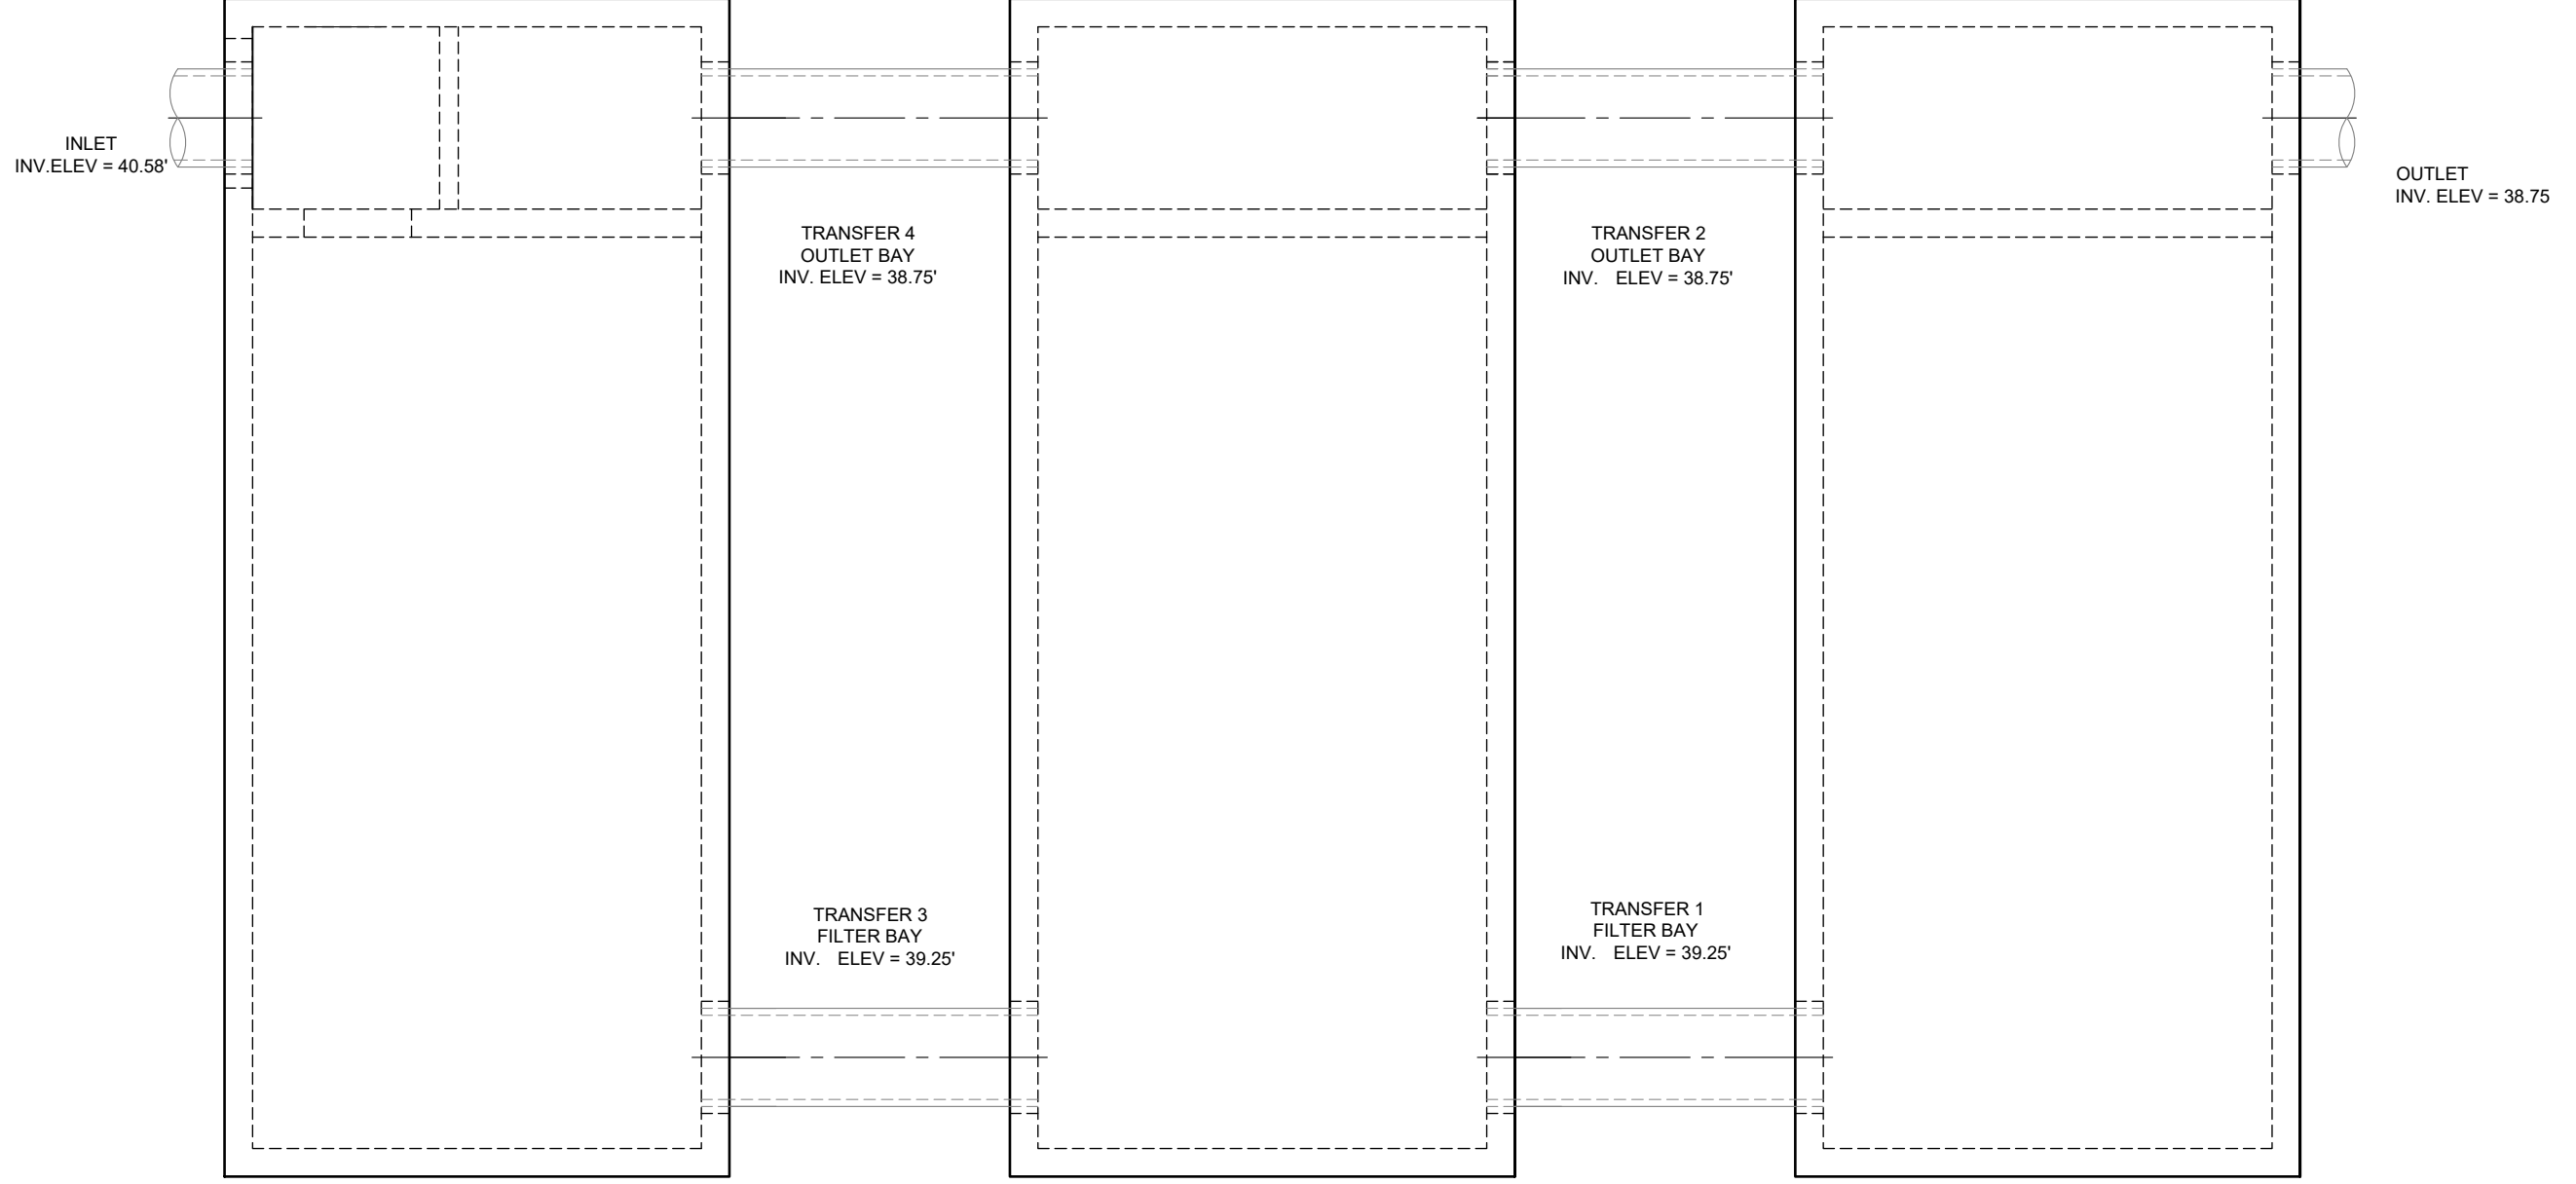 INLET
INV.ELEV = 40.58'
OUTLET
INV. ELEV = 38.75
TRANSFER 4
OUTLET BAY
INV. ELEV = 38.75'
TRANSFER 2
OUTLET BAY
INV. ELEV = 38.75'
TRANSFER 3
FILTER BAY
INV. ELEV = 39.25'
TRANSFER 1
FILTER BAY
INV. ELEV = 39.25'